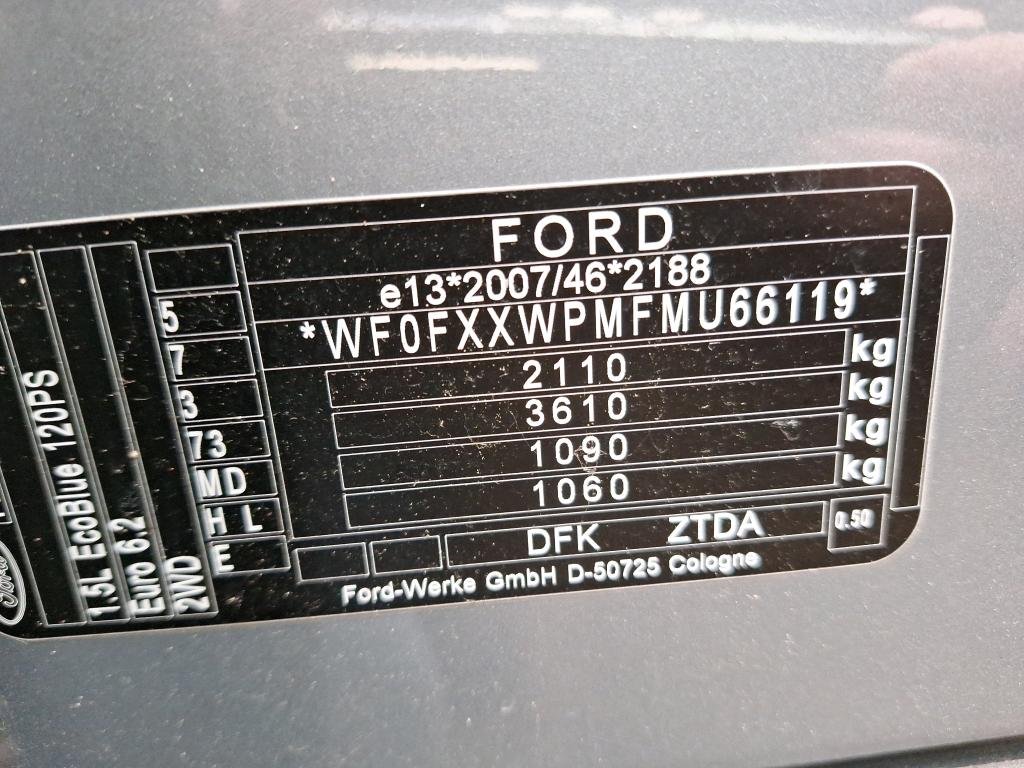 FORD
e13*2007/46*2188
*WF0FXXWPMFMU66119*
2110 kg
3610 kg
1090 kg
1060 kg
DFK ZTDA 0.50
Ford-Werke GmbH D-50725 Cologne
5
7
3
73
MD
H L
E
1.5L EcoBlue 120PS
Euro 6.2
2WD
Ford